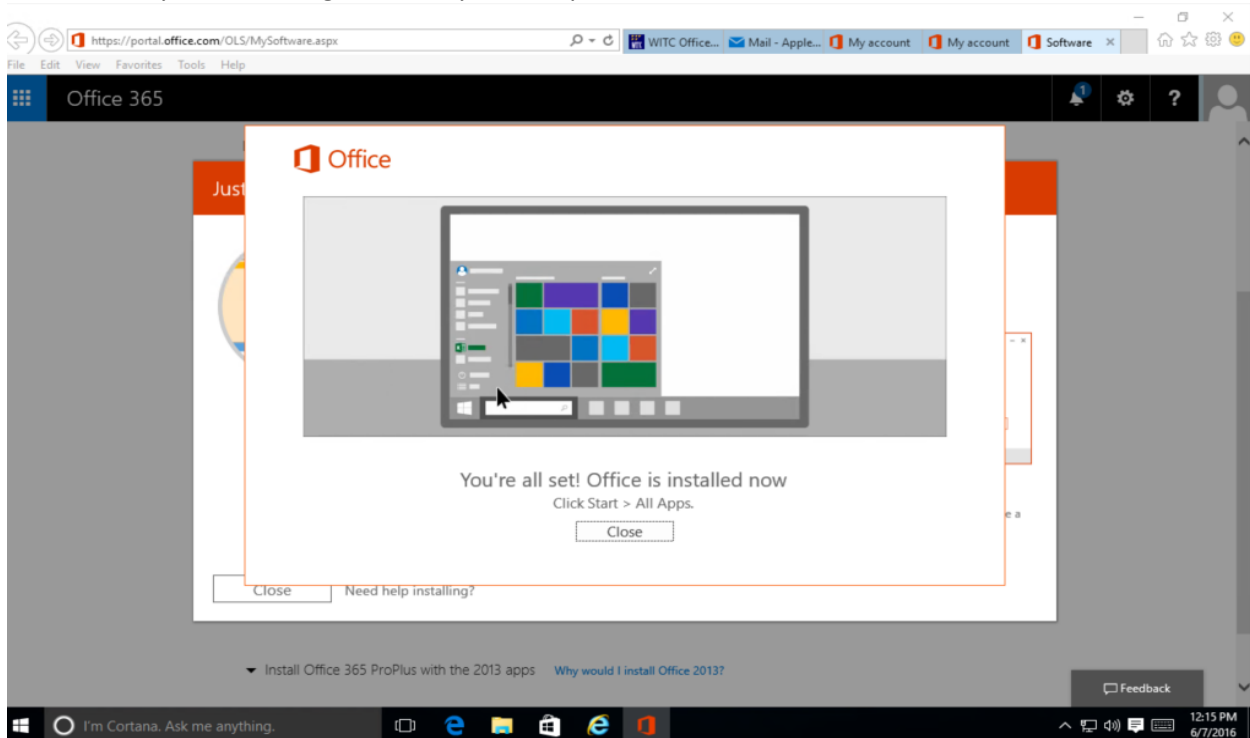 https://portal.office.com/OLS/MySoftware.aspx
WITC Office...
Mail - Apple...
My account
My account
Software
File Edit View Favorites Tools Help
Office 365
1
?
Just
Office
You're all set! Office is installed now
Click Start > All Apps.
Close
e a
Close
Need help installing?
Install Office 365 ProPlus with the 2013 apps Why would I install Office 2013?
Feedback
I'm Cortana. Ask me anything.
12:15 PM
6/7/2016